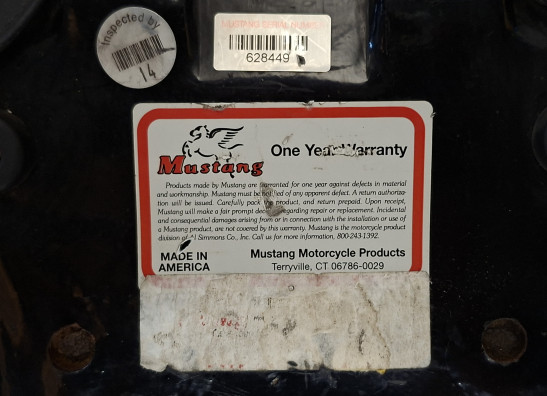 Inspected by
14
MUSTANG SERIAL NUMBER
628449
Mustang
One Year Warranty
Products made by Mustang are warranted for one year against defects in material
and workmanship. Mustang must be notified of any apparent defect. A return authoriza-
tion will be issued. Carefully pack the product, and return prepaid. Upon receipt,
Mustang will make a fair prompt decision regarding repair or replacement. Incidental
and consequential damages arising from or in connection with the installation or use of
a Mustang product, are not covered by this warranty. Mustang is the motorcycle product
division of Al Simmons Co., Inc. Call us for more information, 800-243-1392.
MADE IN
AMERICA
Mustang Motorcycle Products
Terryville, CT 06786-0029